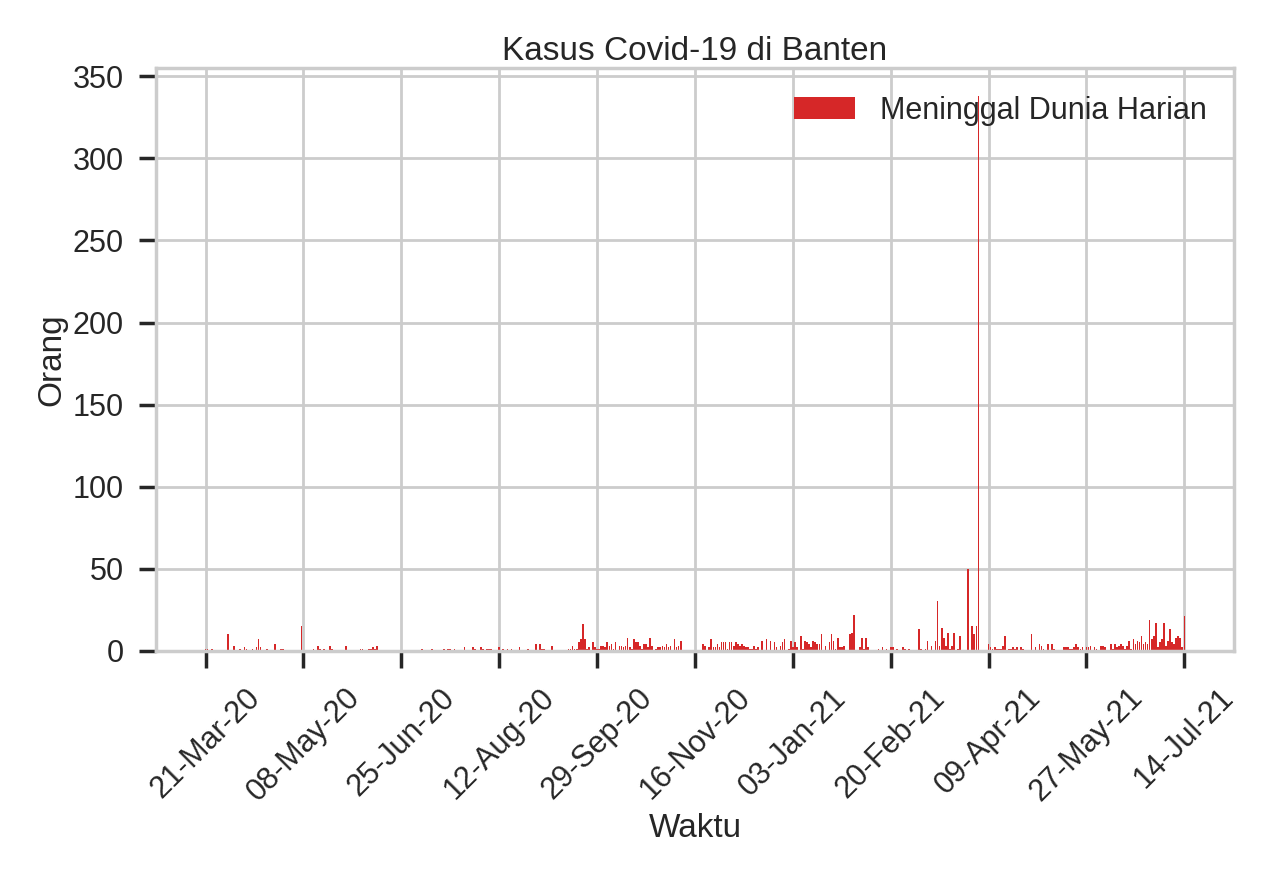 Kasus Covid-19 di Banten
Meninggal Dunia Harian
350
300
250
200
150
100
50
0
Orang
21-Mar-20
08-May-20
25-Jun-20
12-Aug-20
29-Sep-20
16-Nov-20
03-Jan-21
20-Feb-21
09-Apr-21
27-May-21
14-Jul-21
Waktu